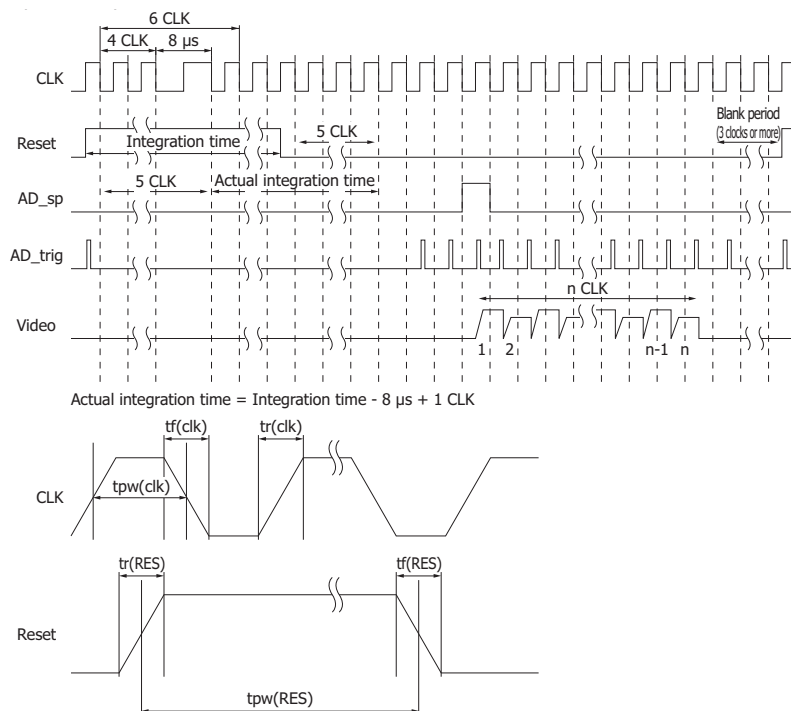 6 CLK
4 CLK
8 µs
CLK
Reset
Integration time
5 CLK
Blank period
(3 clocks or more)
5 CLK
Actual integration time
AD_sp
AD_trig
n CLK
Video
1
2
n-1
n
Actual integration time = Integration time - 8 µs + 1 CLK
tf(clk)
tr(clk)
tpw(clk)
CLK
tr(RES)
tf(RES)
Reset
tpw(RES)